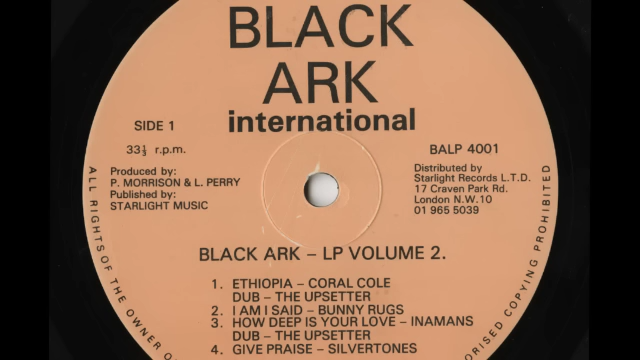 BLACK
ARK
international
SIDE 1
33⅓ r.p.m.
BALP 4001
Produced by:
P. MORRISON & L. PERRY
Published by:
STARLIGHT MUSIC
Distributed by
Starlight Records L.T.D.
17 Craven Park Rd.
London N.W.10
01 965 5039
BLACK ARK – LP VOLUME 2.
1. ETHIOPIA – CORAL COLE
DUB – THE UPSETTER
2. I AM I SAID – BUNNY RUGS
3. HOW DEEP IS YOUR LOVE – INAMANS
DUB – THE UPSETTER
4. GIVE PRAISE – SILVERTONES
ALL RIGHTS OF THE OWNER
COPYING PROHIBITED